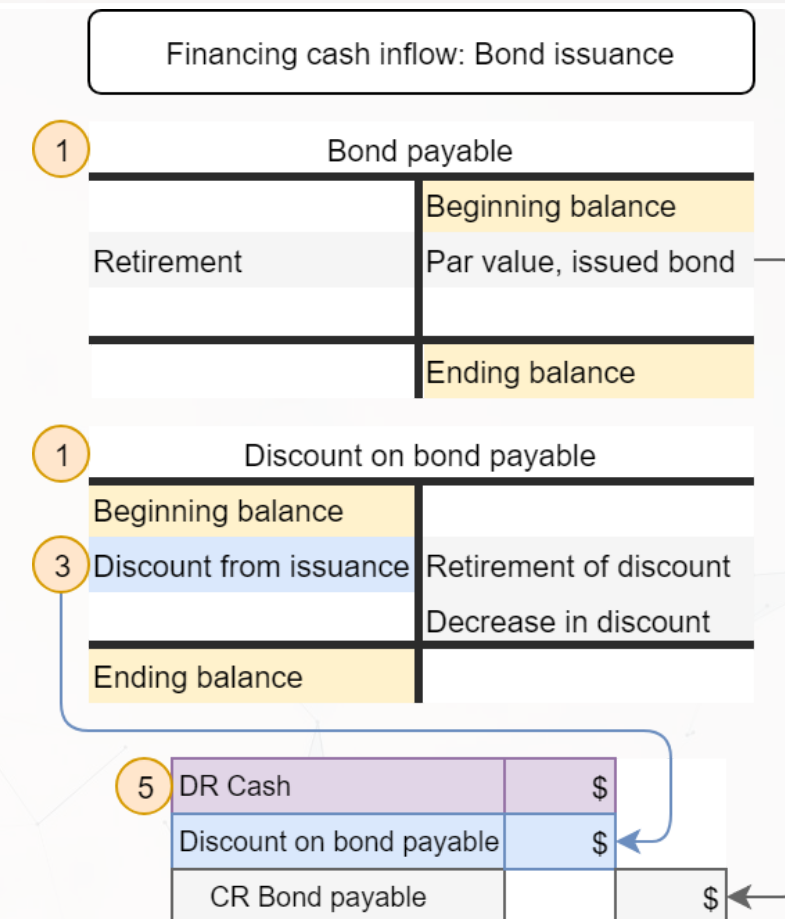 Financing cash inflow: Bond issuance
1
Bond payable
Beginning balance
Retirement
Par value, issued bond
Ending balance
1
Discount on bond payable
Beginning balance
3
Discount from issuance
Retirement of discount
Decrease in discount
Ending balance
5
DR Cash
$
Discount on bond payable
$
CR Bond payable
$